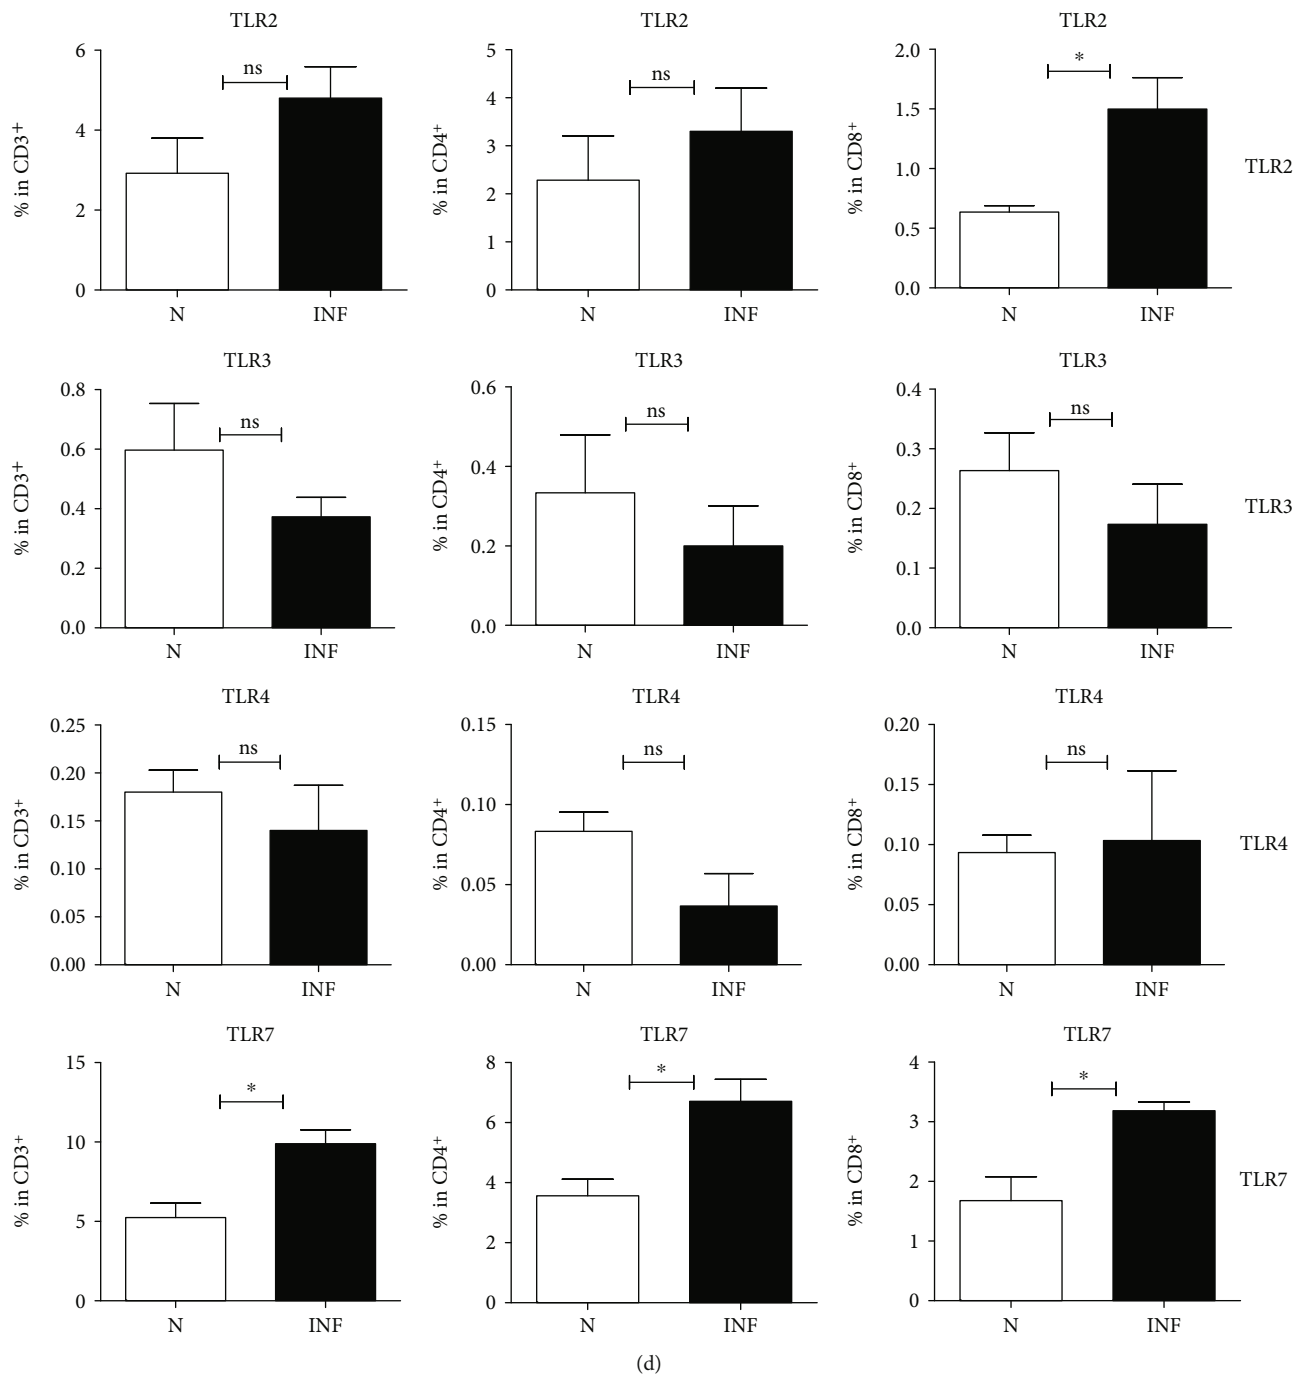 TLR2
% in CD3+
6
4
2
0
ns
N
INF
TLR2
% in CD4+
5
4
3
2
1
0
ns
N
INF
TLR2
% in CD8+
2.0
1.5
1.0
0.5
0.0
*
N
INF
TLR2
TLR3
% in CD3+
0.8
0.6
0.4
0.2
0.0
ns
N
INF
TLR3
% in CD4+
0.6
0.4
0.2
0.0
ns
N
INF
TLR3
% in CD8+
0.4
0.3
0.2
0.1
0.0
ns
N
INF
TLR3
TLR4
% in CD3+
0.25
0.20
0.15
0.10
0.05
0.00
ns
N
INF
TLR4
% in CD4+
0.15
0.10
0.05
0.00
ns
N
INF
TLR4
% in CD8+
0.20
0.15
0.10
0.05
0.00
ns
N
INF
TLR4
TLR7
% in CD3+
15
10
5
0
*
N
INF
TLR7
% in CD4+
8
6
4
2
0
*
N
INF
TLR7
% in CD8+
4
3
2
1
0
*
N
INF
TLR7
(d)